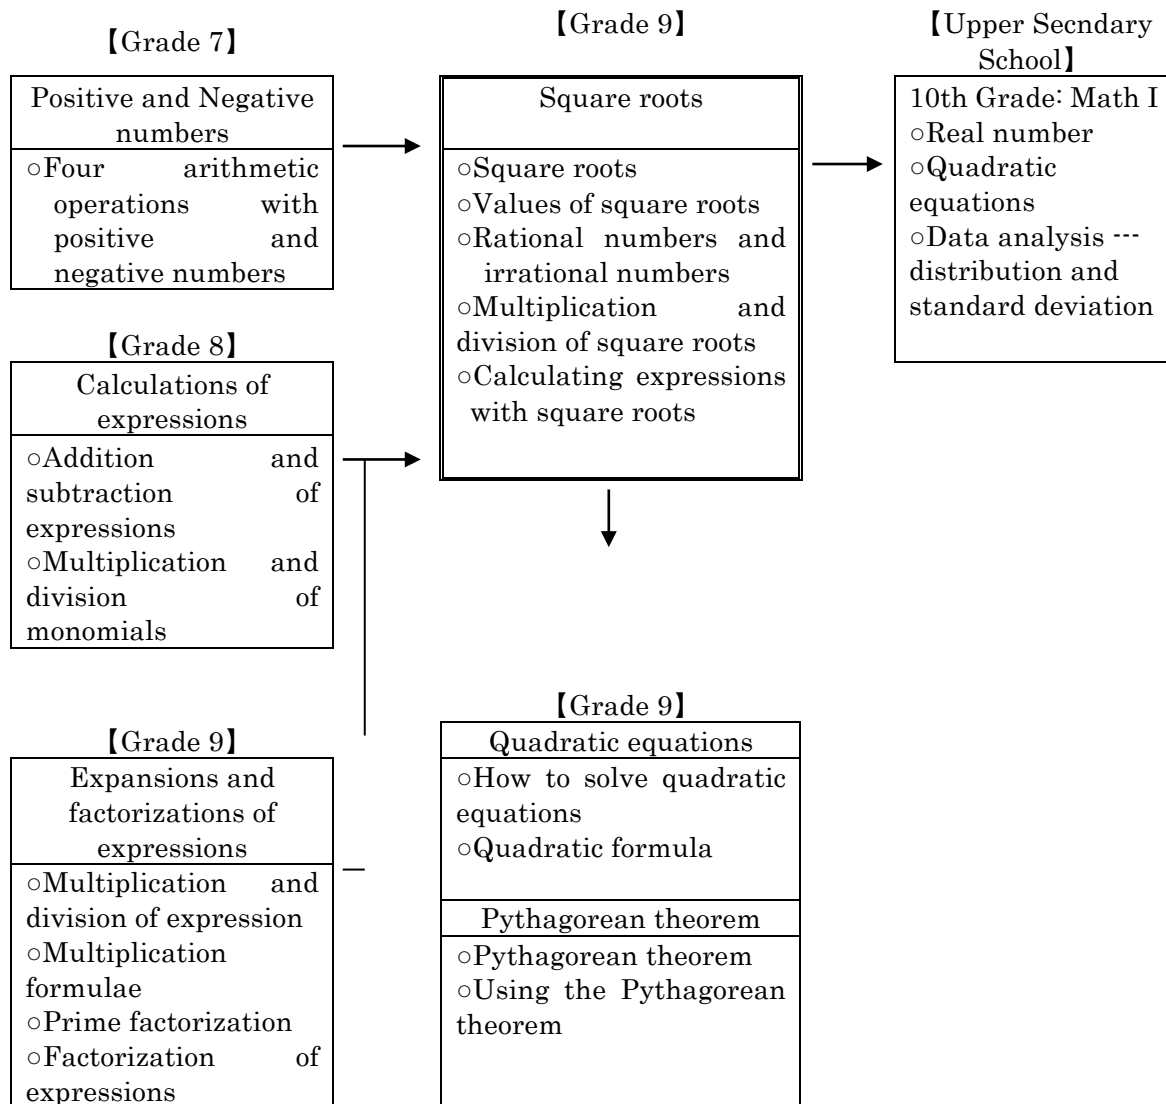 【Grade 7】
Positive and Negative
numbers
○Four arithmetic
operations with
positive and
negative numbers
【Grade 8】
Calculations of
expressions
○Addition and
subtraction of
expressions
○Multiplication and
division of
monomials
【Grade 9】
Expansions and
factorizations of
expressions
○Multiplication and
division of expression
○Multiplication
formulae
○Prime factorization
○Factorization of
expressions
【Grade 9】
Square roots
○Square roots
○Values of square roots
○Rational numbers and
irrational numbers
○Multiplication and
division of square roots
○Calculating expressions
with square roots
【Grade 9】
Quadratic equations
○How to solve quadratic
equations
○Quadratic formula
Pythagorean theorem
○Pythagorean theorem
○Using the Pythagorean
theorem
【Upper Secndary
School】
10th Grade: Math I
○Real number
○Quadratic
equations
○Data analysis ---
distribution and
standard deviation